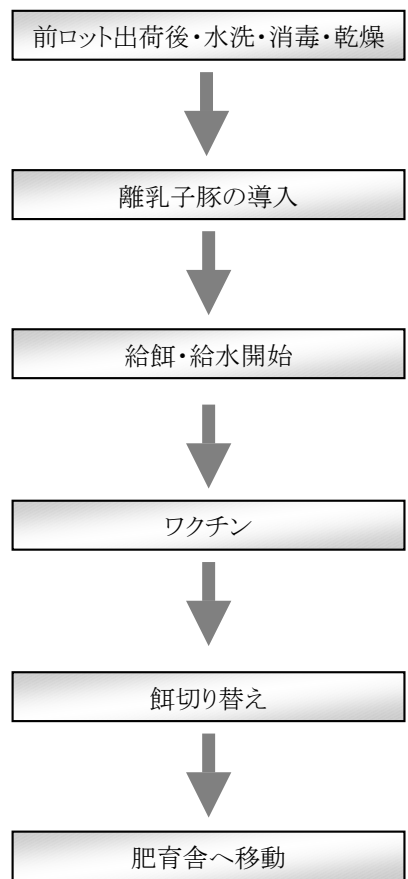 前ロット出荷後・水洗・消毒・乾燥
離乳子豚の導入
給餌・給水開始
ワクチン
餌切り替え
肥育舎へ移動